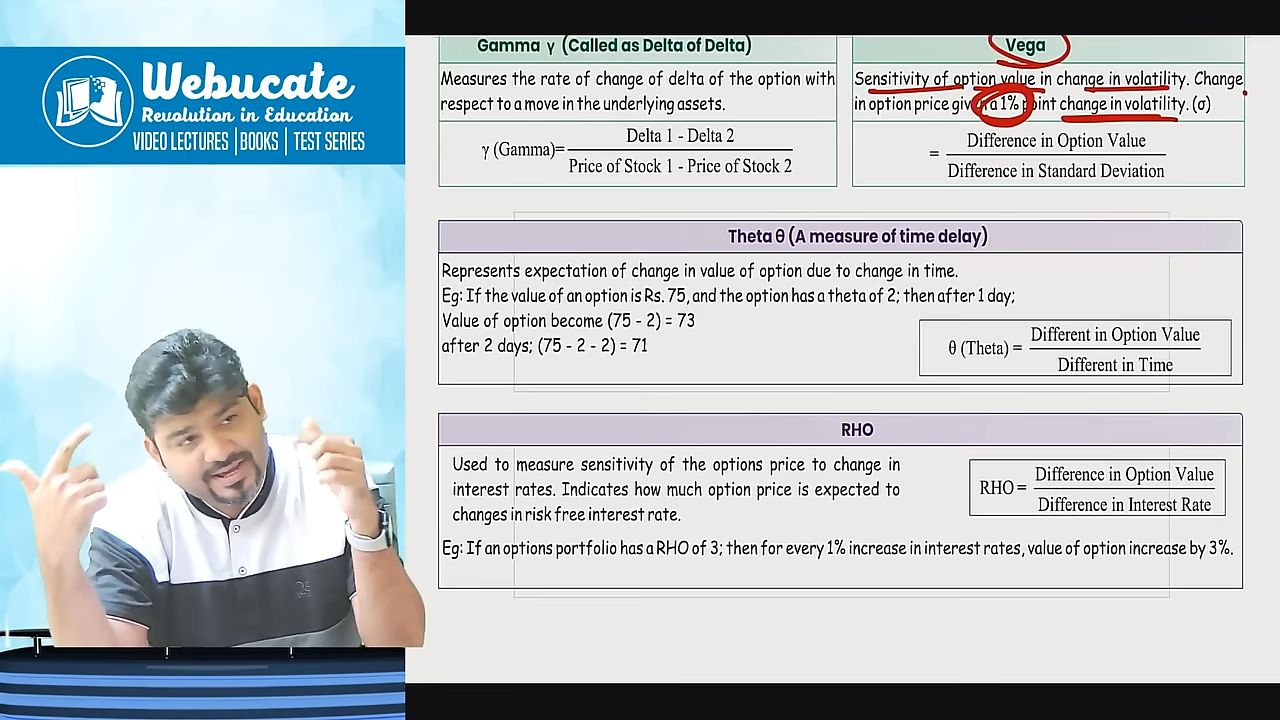 Webucate
Revolution in Education
VIDEO LECTURES | BOOKS | TEST SERIES
Gamma γ (Called as Delta of Delta)
Measures the rate of change of delta of the option with
respect to a move in the underlying assets.
γ (Gamma)= Delta 1 - Delta 2
Price of Stock 1 - Price of Stock 2
Vega
Sensitivity of option value in change in volatility. Change
in option price given a 1% point change in volatility. (σ)
= Difference in Option Value
Difference in Standard Deviation
Theta θ (A measure of time delay)
Represents expectation of change in value of option due to change in time.
Eg: If the value of an option is Rs. 75, and the option has a theta of 2; then after 1 day;
Value of option become (75 - 2) = 73
after 2 days; (75 - 2 - 2) = 71
θ (Theta) = Different in Option Value
Different in Time
RHO
Used to measure sensitivity of the options price to change in
interest rates. Indicates how much option price is expected to
changes in risk free interest rate.
RHO = Difference in Option Value
Difference in Interest Rate
Eg: If an options portfolio has a RHO of 3; then for every 1% increase in interest rates, value of option increase by 3%.